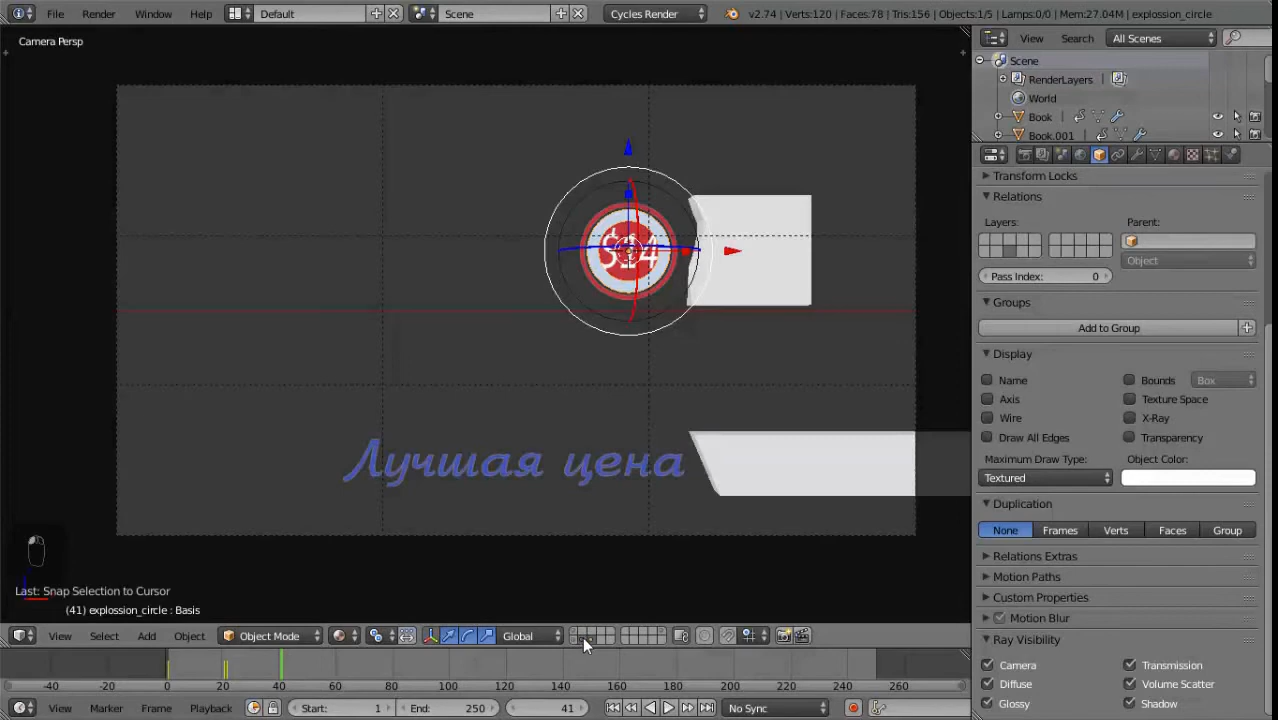 File Render Window Help Default Scene Cycles Render v2.74 | Verts:120 | Faces:78 | Tris:156 | Objects:1/5 | Lamps:0/0 | Mem:27.04M | explossion_circle
Camera Persp
View Search All Scenes
Scene
RenderLayers
World
Book
Book.001
Transform Locks
Relations
Layers: Parent:
Object
Pass Index: 0
Groups
Add to Group
Display
Name Bounds Box
Axis Texture Space
Wire X-Ray
Draw All Edges Transparency
Maximum Draw Type: Object Color:
Textured
Duplication
None Frames Verts Faces Group
Relations Extras
Motion Paths
Custom Properties
Motion Blur
Ray Visibility
Camera Transmission
Diffuse Volume Scatter
Glossy Shadow
$14
Лучшая цена
Last: Snap Selection to Cursor
(41) explossion_circle : Basis
View Select Add Object Object Mode Global
-40 -20 0 20 40 60 80 100 120 140 160 180 200 220 240 260
View Marker Frame Playback Start: 1 End: 250 41 No Sync